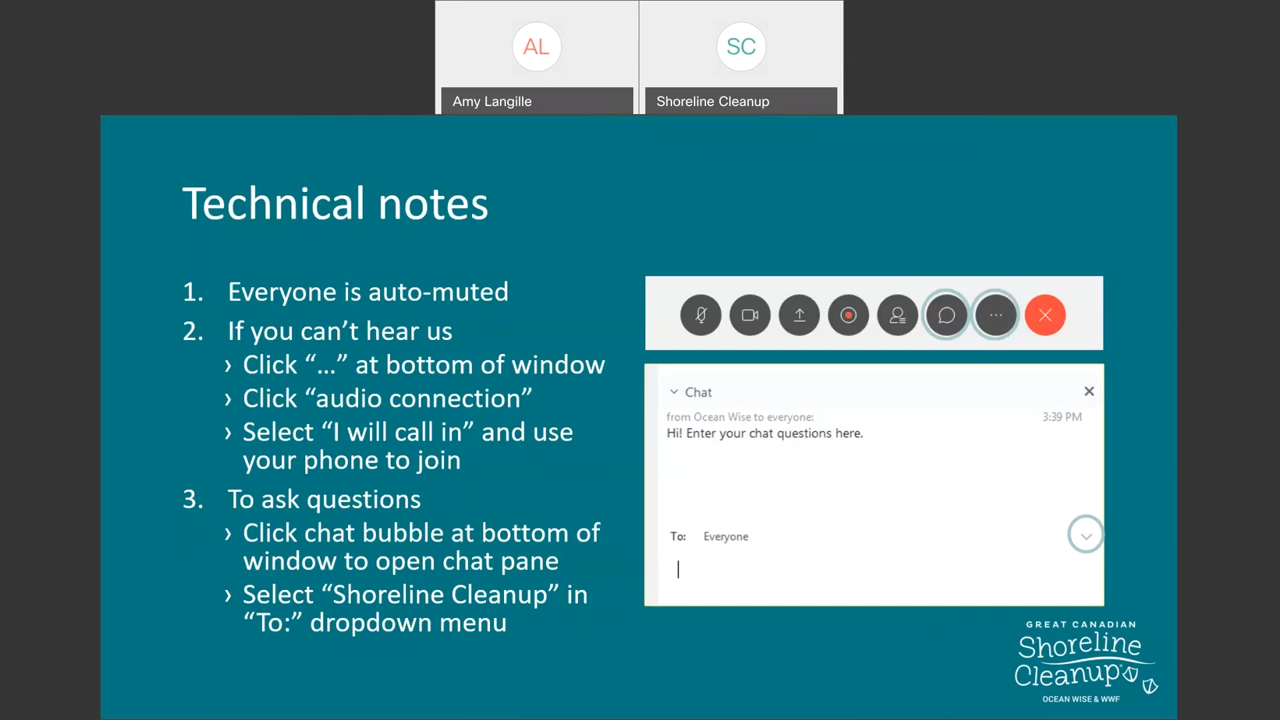 AL
SC
Amy Langille
Shoreline Cleanup
Technical notes
1. Everyone is auto-muted
2. If you can’t hear us
› Click “…” at bottom of window
› Click “audio connection”
› Select “I will call in” and use
your phone to join
3. To ask questions
› Click chat bubble at bottom of
window to open chat pane
› Select “Shoreline Cleanup” in
“To:” dropdown menu
Chat
from Ocean Wise to everyone:
3:39 PM
Hi! Enter your chat questions here.
To: Everyone
GREAT CANADIAN
Shoreline
Cleanup
OCEAN WISE & WWF